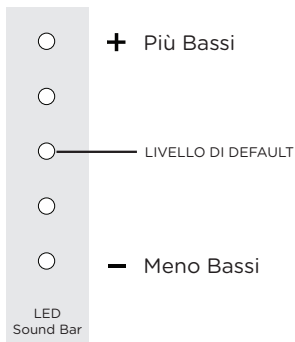 + Più Bassi
LIVELLO DI DEFAULT
– Meno Bassi
LED
Sound Bar